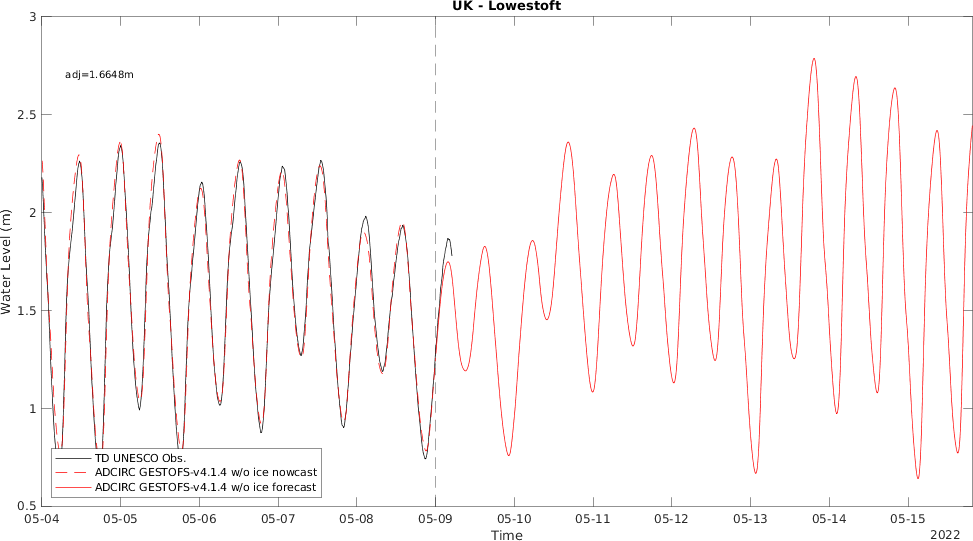 UK - Lowestoft
adj=1.6648m
3
2.5
2
1.5
1
0.5
Water Level (m)
TD UNESCO Obs.
ADCIRC GESTOFS-v4.1.4 w/o ice nowcast
ADCIRC GESTOFS-v4.1.4 w/o ice forecast
05-04 05-05 05-06 05-07 05-08 05-09 05-10 05-11 05-12 05-13 05-14 05-15
Time
2022